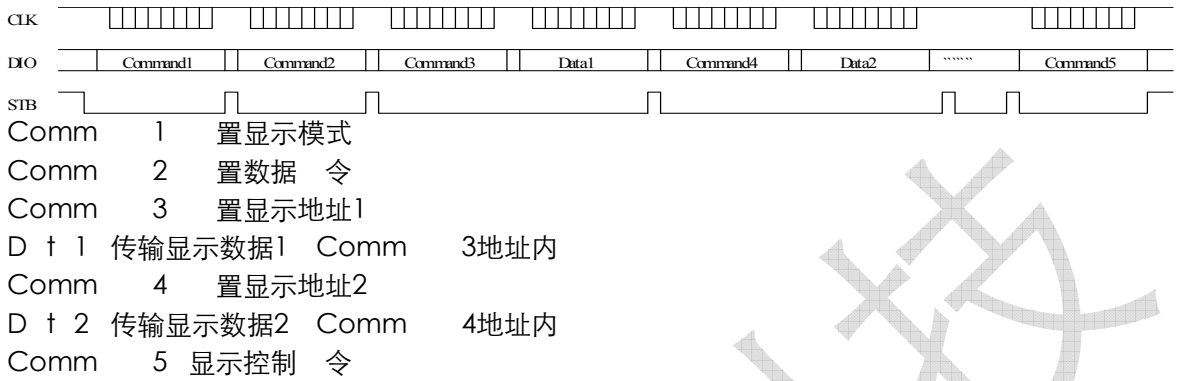 CLK
DIO Command1 Command2 Command3 Data1 Command4 Data2 ``````` Command5
STB
Comm 1 置显示模式
Comm 2 置数据 令
Comm 3 置显示地址1
D t 1 传输显示数据1 Comm 3地址内
Comm 4 置显示地址2
D t 2 传输显示数据2 Comm 4地址内
Comm 5 显示控制 令
技